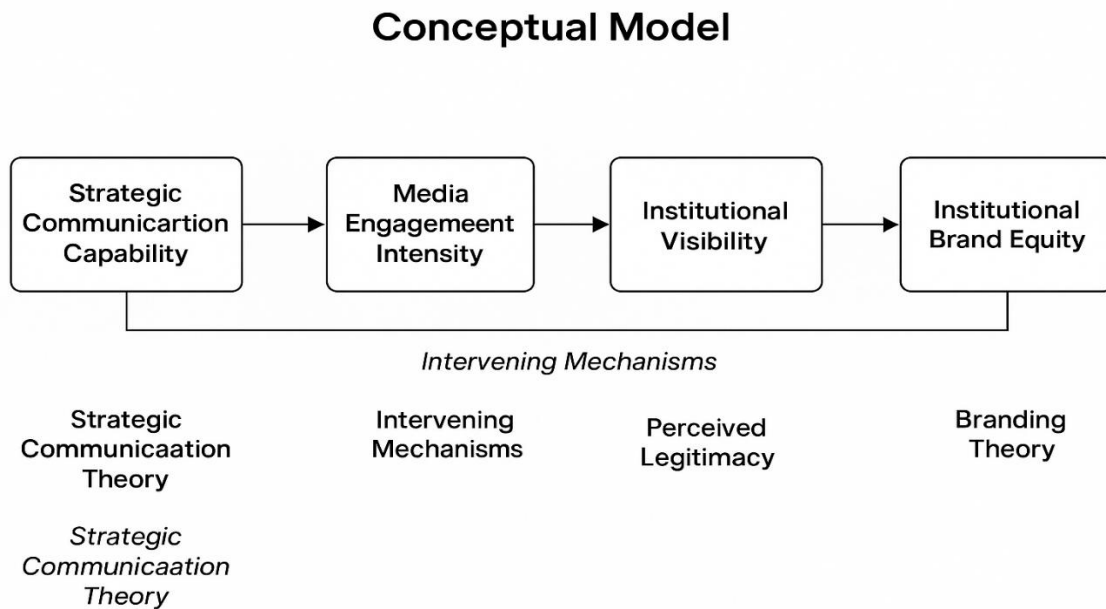 Conceptual Model
Strategic
Communicartion
Capability
Media
Engagemeent
Intensity
Institutional
Visibility
Institutional
Brand Equity
Intervening Mechanisms
Strategic
Communicaation
Theory
Intervening
Mechanisms
Perceived
Legitimacy
Branding
Theory
Strategic
Communicaation
Theory